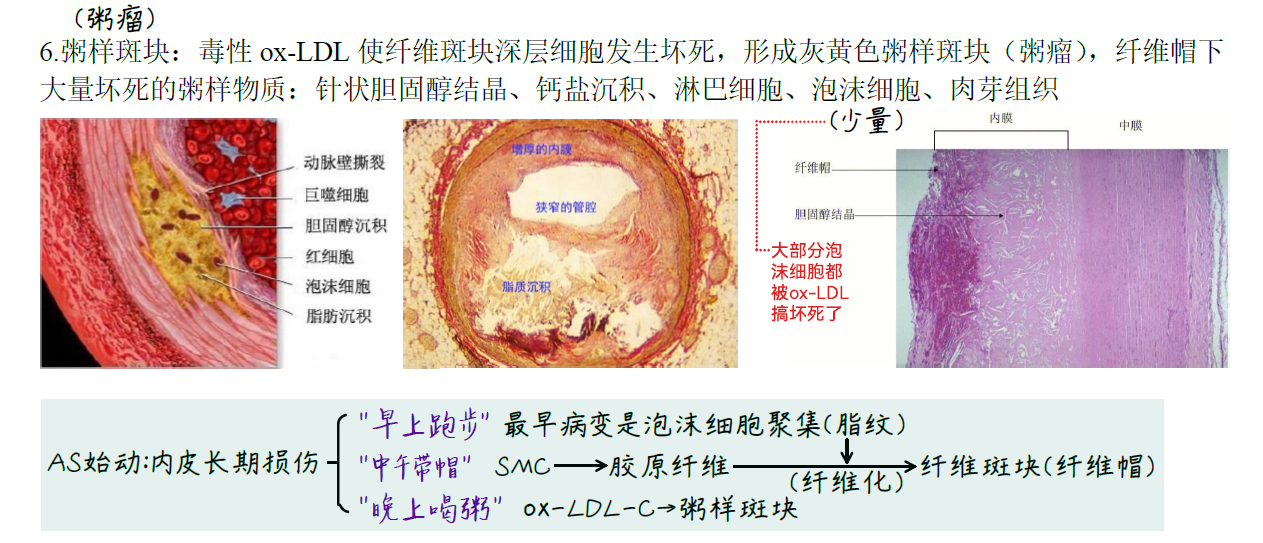 (粥瘤)
6.粥样斑块：毒性 ox-LDL 使纤维斑块深层细胞发生坏死，形成灰黄色粥样斑块（粥瘤），纤维帽下
大量坏死的粥样物质：针状胆固醇结晶、钙盐沉积、淋巴细胞、泡沫细胞、肉芽组织
(少量)
动脉壁撕裂
巨噬细胞
胆固醇沉积
红细胞
泡沫细胞
脂肪沉积
增厚的内膜
狭窄的管腔
脂质沉积
大部分泡
沫细胞都
被ox-LDL
搞坏死了
内膜
中膜
纤维帽
胆固醇结晶
AS始动:内皮长期损伤
"早上跑步" 最早病变是泡沫细胞聚集(脂纹)
"中午带帽" SMC→胶原纤维→纤维斑块(纤维帽)
(纤维化)
"晚上喝粥" ox-LDL-C→粥样斑块